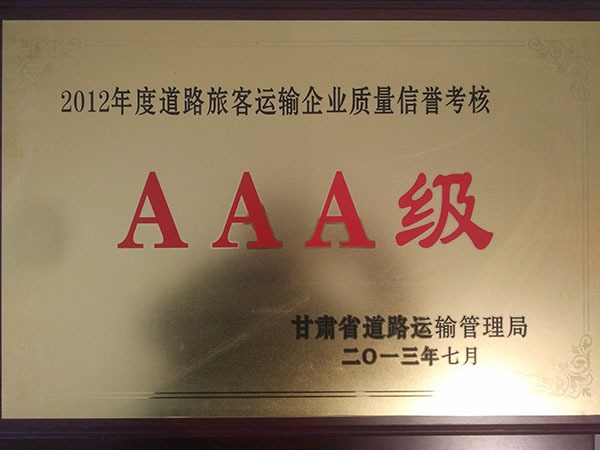 2012年度道路旅客运输企业质量信誉考核
AAA级
甘肃省道路运输管理局
二〇一三年七月